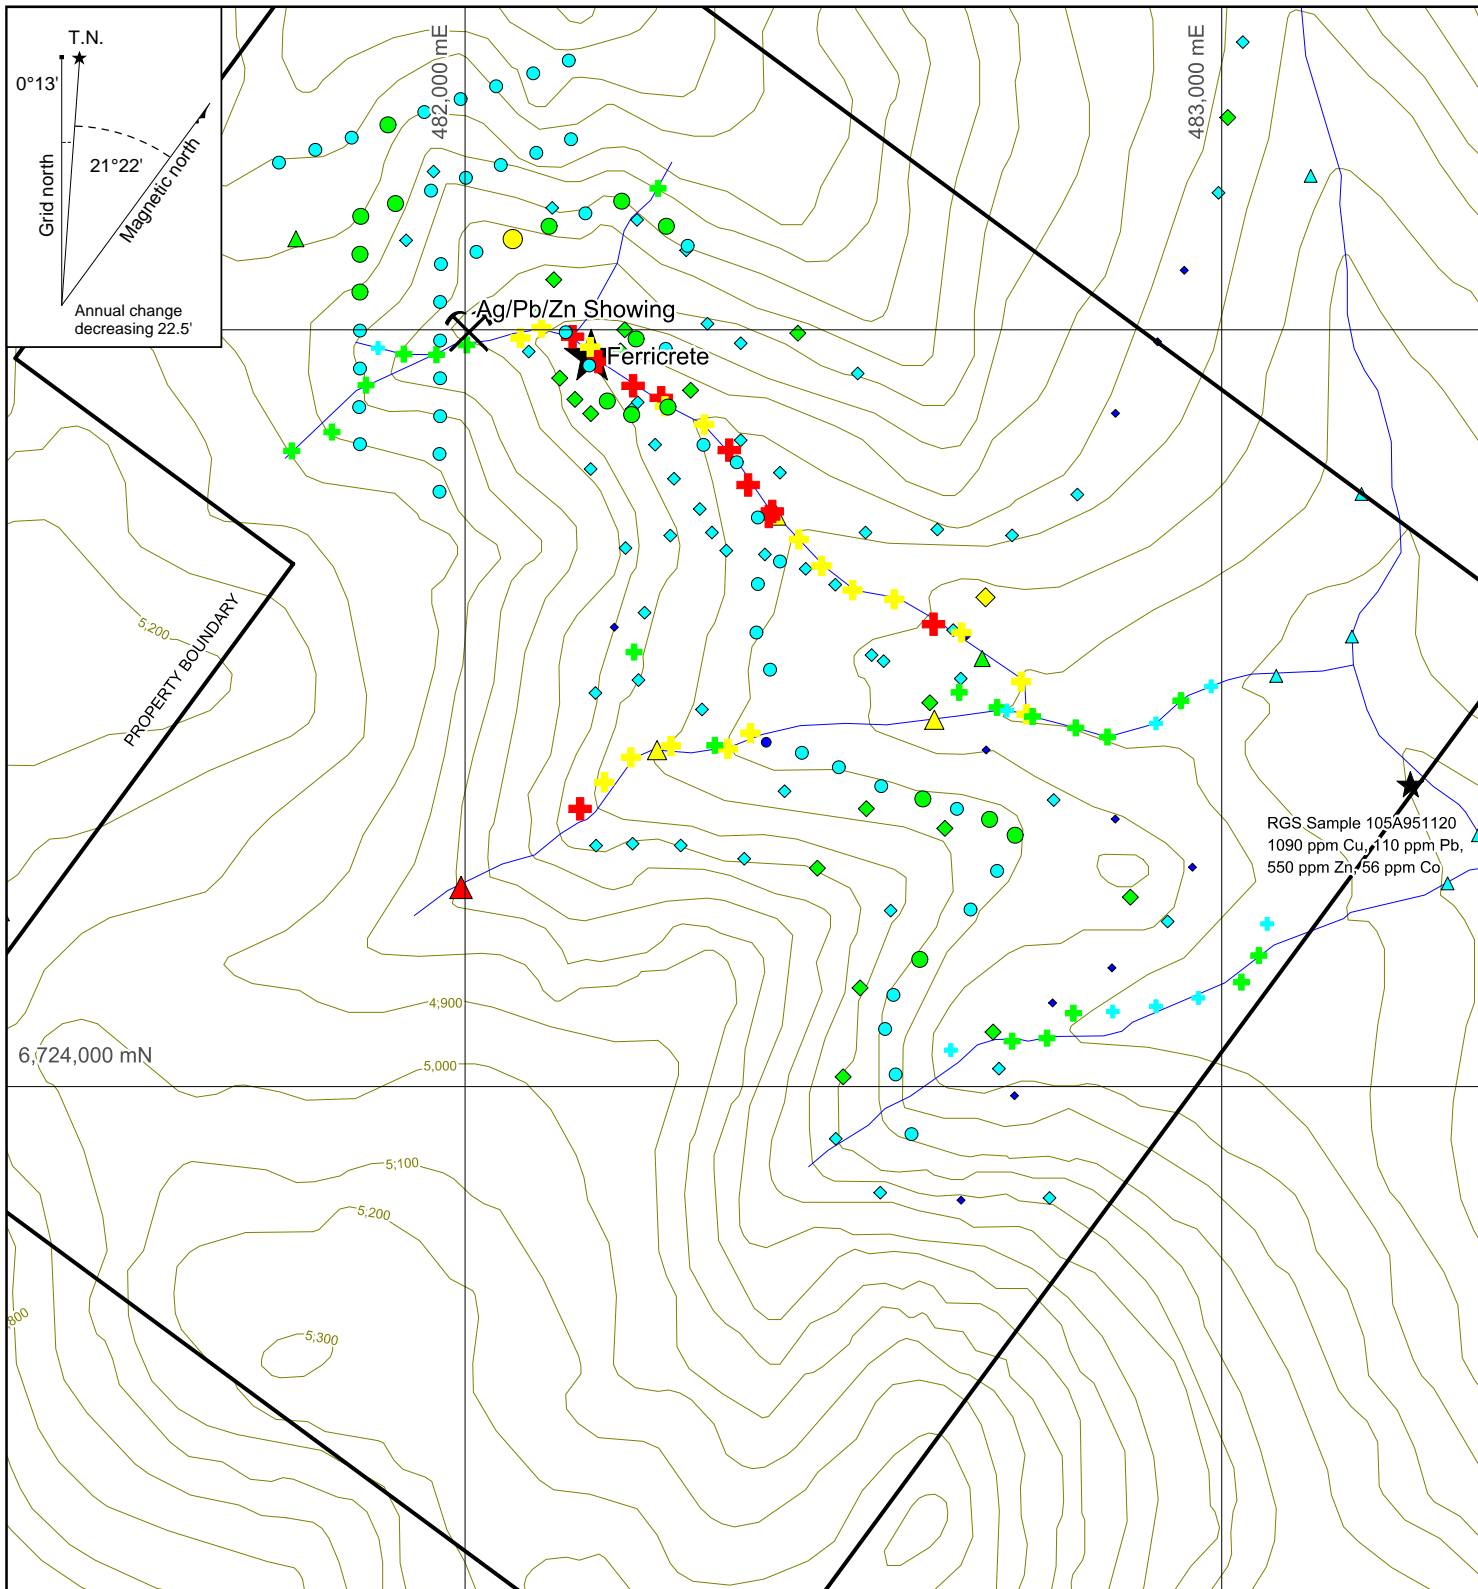 T.N.
0°13'
Grid north
21°22'
Magnetic north
Annual change
decreasing 22.5'
482,000 mE
483,000 mE
Ag/Pb/Zn Showing
Ferricrete
5,200
PROPERTY BOUNDARY
RGS Sample 105A951120
1090 ppm Cu, 110 ppm Pb,
550 ppm Zn, 56 ppm Co
4,900
6,724,000 mN
5,000
5,100
5,200
5,300
,800